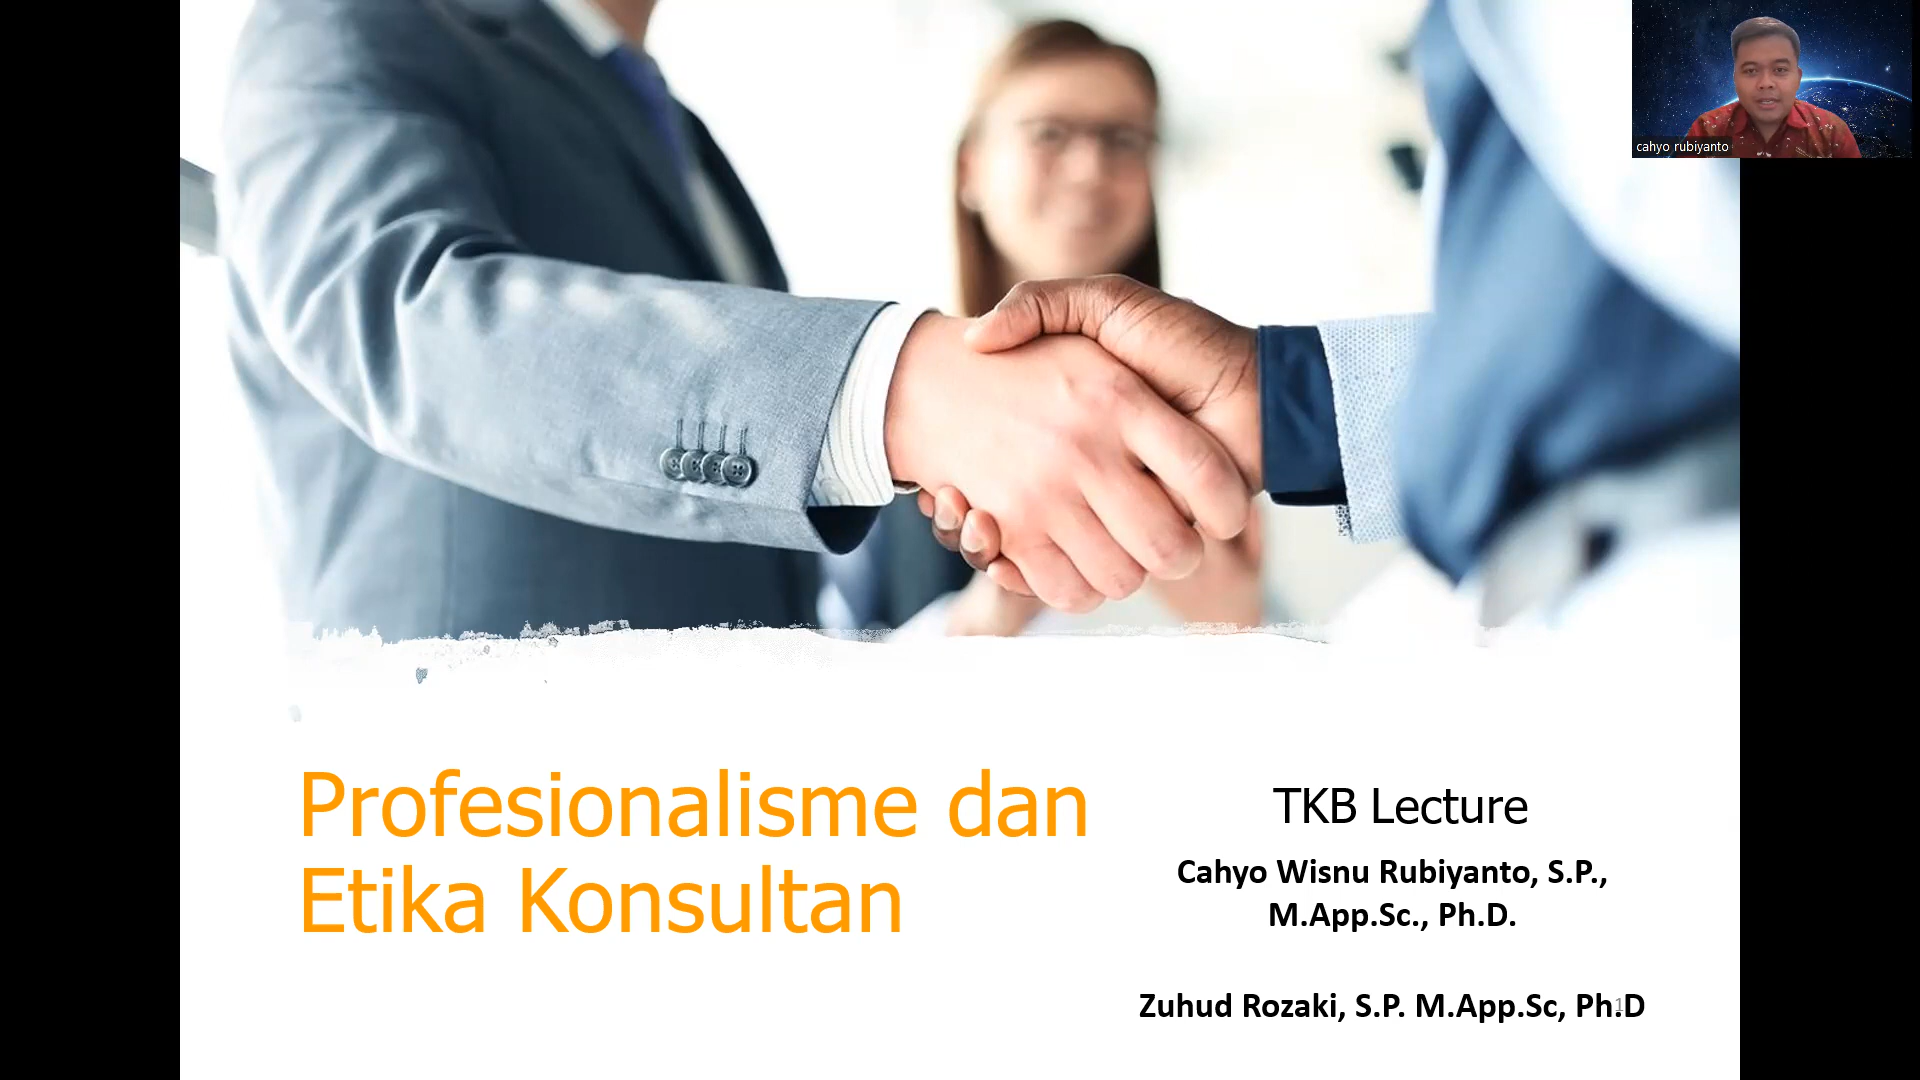 cahyo rubiyanto
Profesionalisme dan
Etika Konsultan
TKB Lecture
Cahyo Wisnu Rubiyanto, S.P.,
M.App.Sc., Ph.D.
Zuhud Rozaki, S.P. M.App.Sc, Ph.D
1